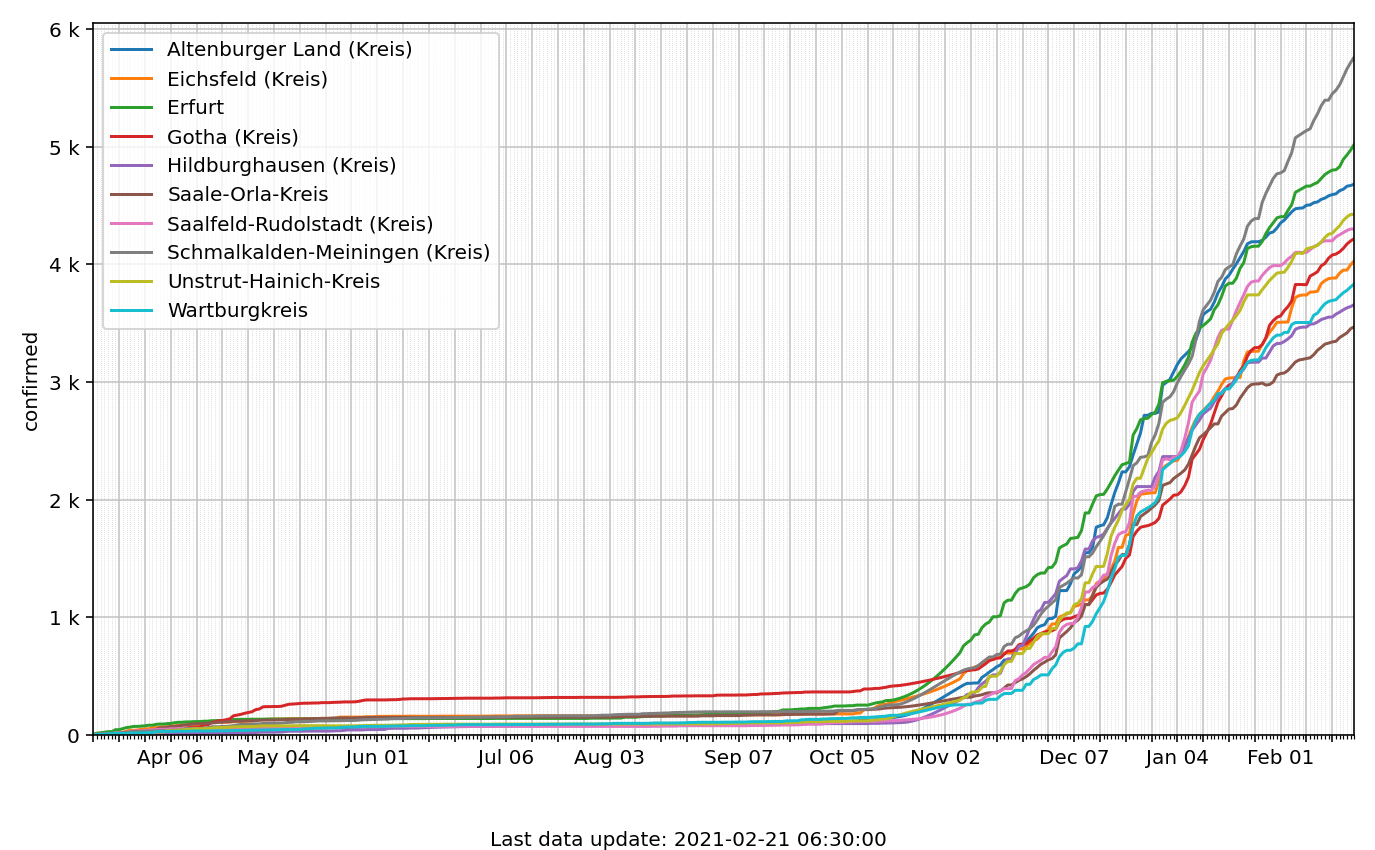 6 k
5 k
4 k
3 k
2 k
1 k
0
confirmed
Altenburger Land (Kreis)
Eichsfeld (Kreis)
Erfurt
Gotha (Kreis)
Hildburghausen (Kreis)
Saale-Orla-Kreis
Saalfeld-Rudolstadt (Kreis)
Schmalkalden-Meiningen (Kreis)
Unstrut-Hainich-Kreis
Wartburgkreis
Apr 06 May 04 Jun 01 Jul 06 Aug 03 Sep 07 Oct 05 Nov 02 Dec 07 Jan 04 Feb 01
Last data update: 2021-02-21 06:30:00